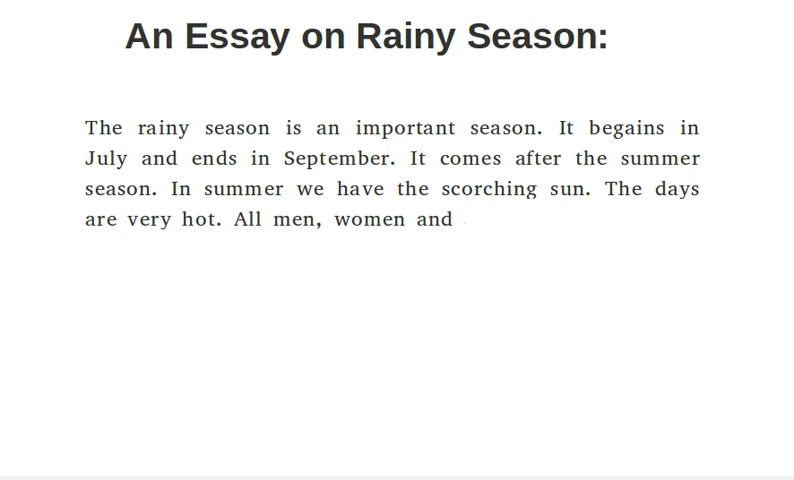 An Essay on Rainy Season:
The rainy season is an important season. It begains in
July and ends in September. It comes after the summer
season. In summer we have the scorching sun. The days
are very hot. All men, women and